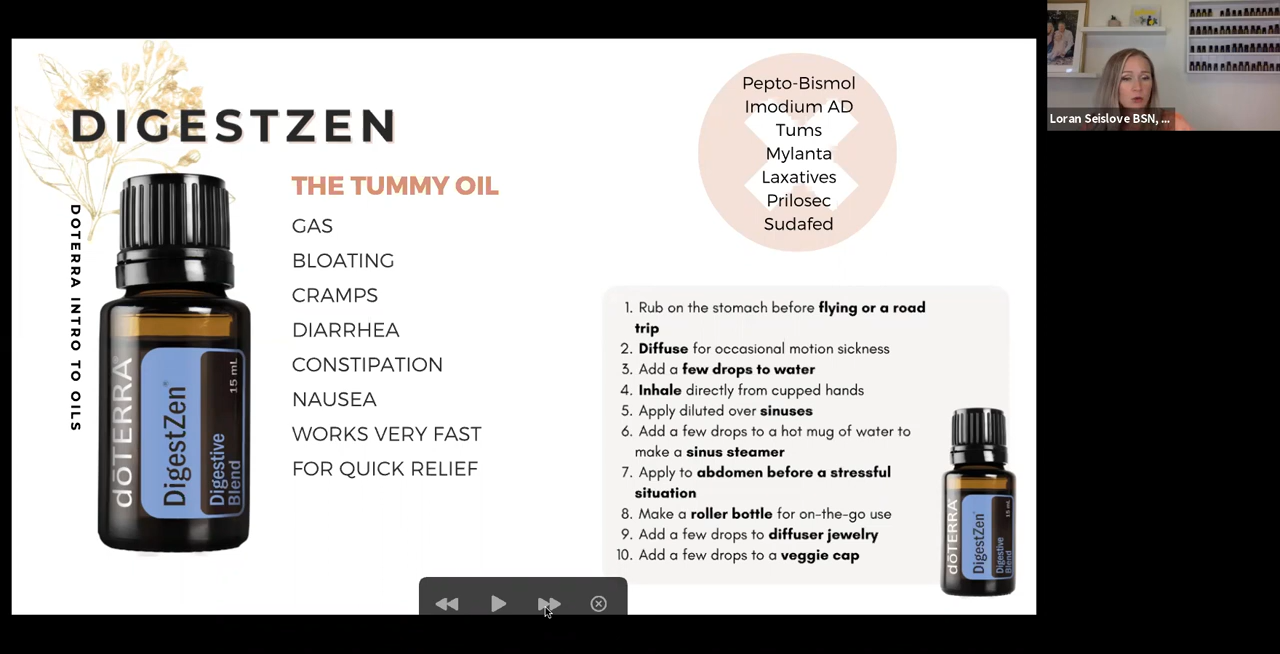 DIGESTZEN
DOTERRA INTRO TO OILS
THE TUMMY OIL
GAS
BLOATING
CRAMPS
DIARRHEA
CONSTIPATION
NAUSEA
WORKS VERY FAST
FOR QUICK RELIEF
dōTERRA®
DigestZen®
Digestive
Blend
15 mL
Pepto-Bismol
Imodium AD
Tums
Mylanta
Laxatives
Prilosec
Sudafed
1. Rub on the stomach before flying or a road
trip
2. Diffuse for occasional motion sickness
3. Add a few drops to water
4. Inhale directly from cupped hands
5. Apply diluted over sinuses
6. Add a few drops to a hot mug of water to
make a sinus steamer
7. Apply to abdomen before a stressful
situation
8. Make a roller bottle for on-the-go use
9. Add a few drops to diffuser jewelry
10. Add a few drops to a veggie cap
dōTERRA
DigestZen
Digestive
Blend
15 mL
Loran Seislove BSN, ...